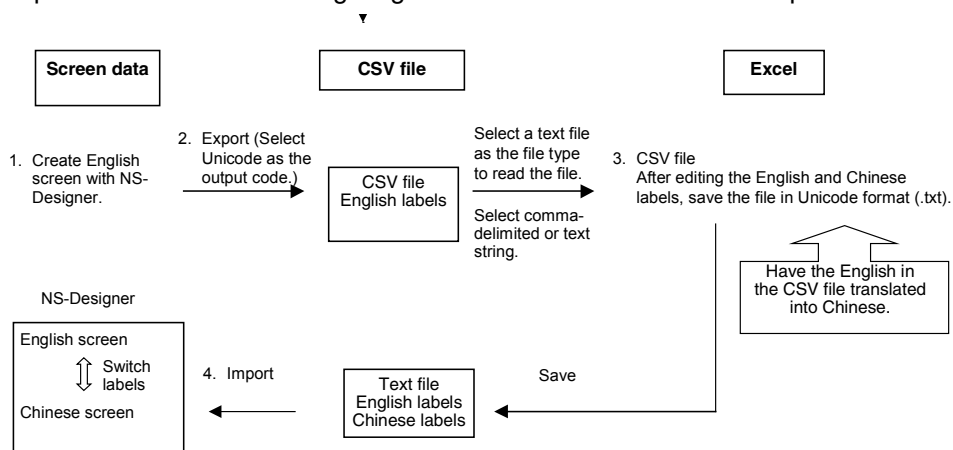 Screen data
CSV file
Excel
1. Create English
screen with NS-
Designer.
2. Export (Select
Unicode as the
output code.)
CSV file
English labels
Select a text file
as the file type
to read the file.
Select comma-
delimited or text
string.
3. CSV file
After editing the English and Chinese
labels, save the file in Unicode format (.txt).
Have the English in
the CSV file translated
into Chinese.
NS-Designer
English screen
Switch
labels
Chinese screen
4. Import
Text file
English labels
Chinese labels
Save